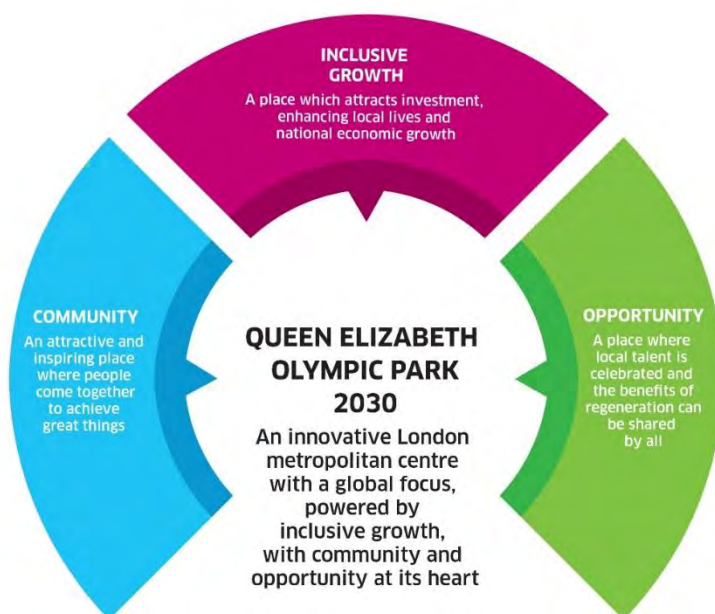 INCLUSIVE
GROWTH
A place which attracts investment,
enhancing local lives and
national economic growth
COMMUNITY
An attractive and
inspiring place
where people
come together
to achieve
great things
QUEEN ELIZABETH
OLYMPIC PARK
2030
An innovative London
metropolitan centre
with a global focus,
powered by
inclusive growth,
with community and
opportunity at its heart
OPPORTUNITY
A place where
local talent is
celebrated and
the benefits of
regeneration can
be shared
by all